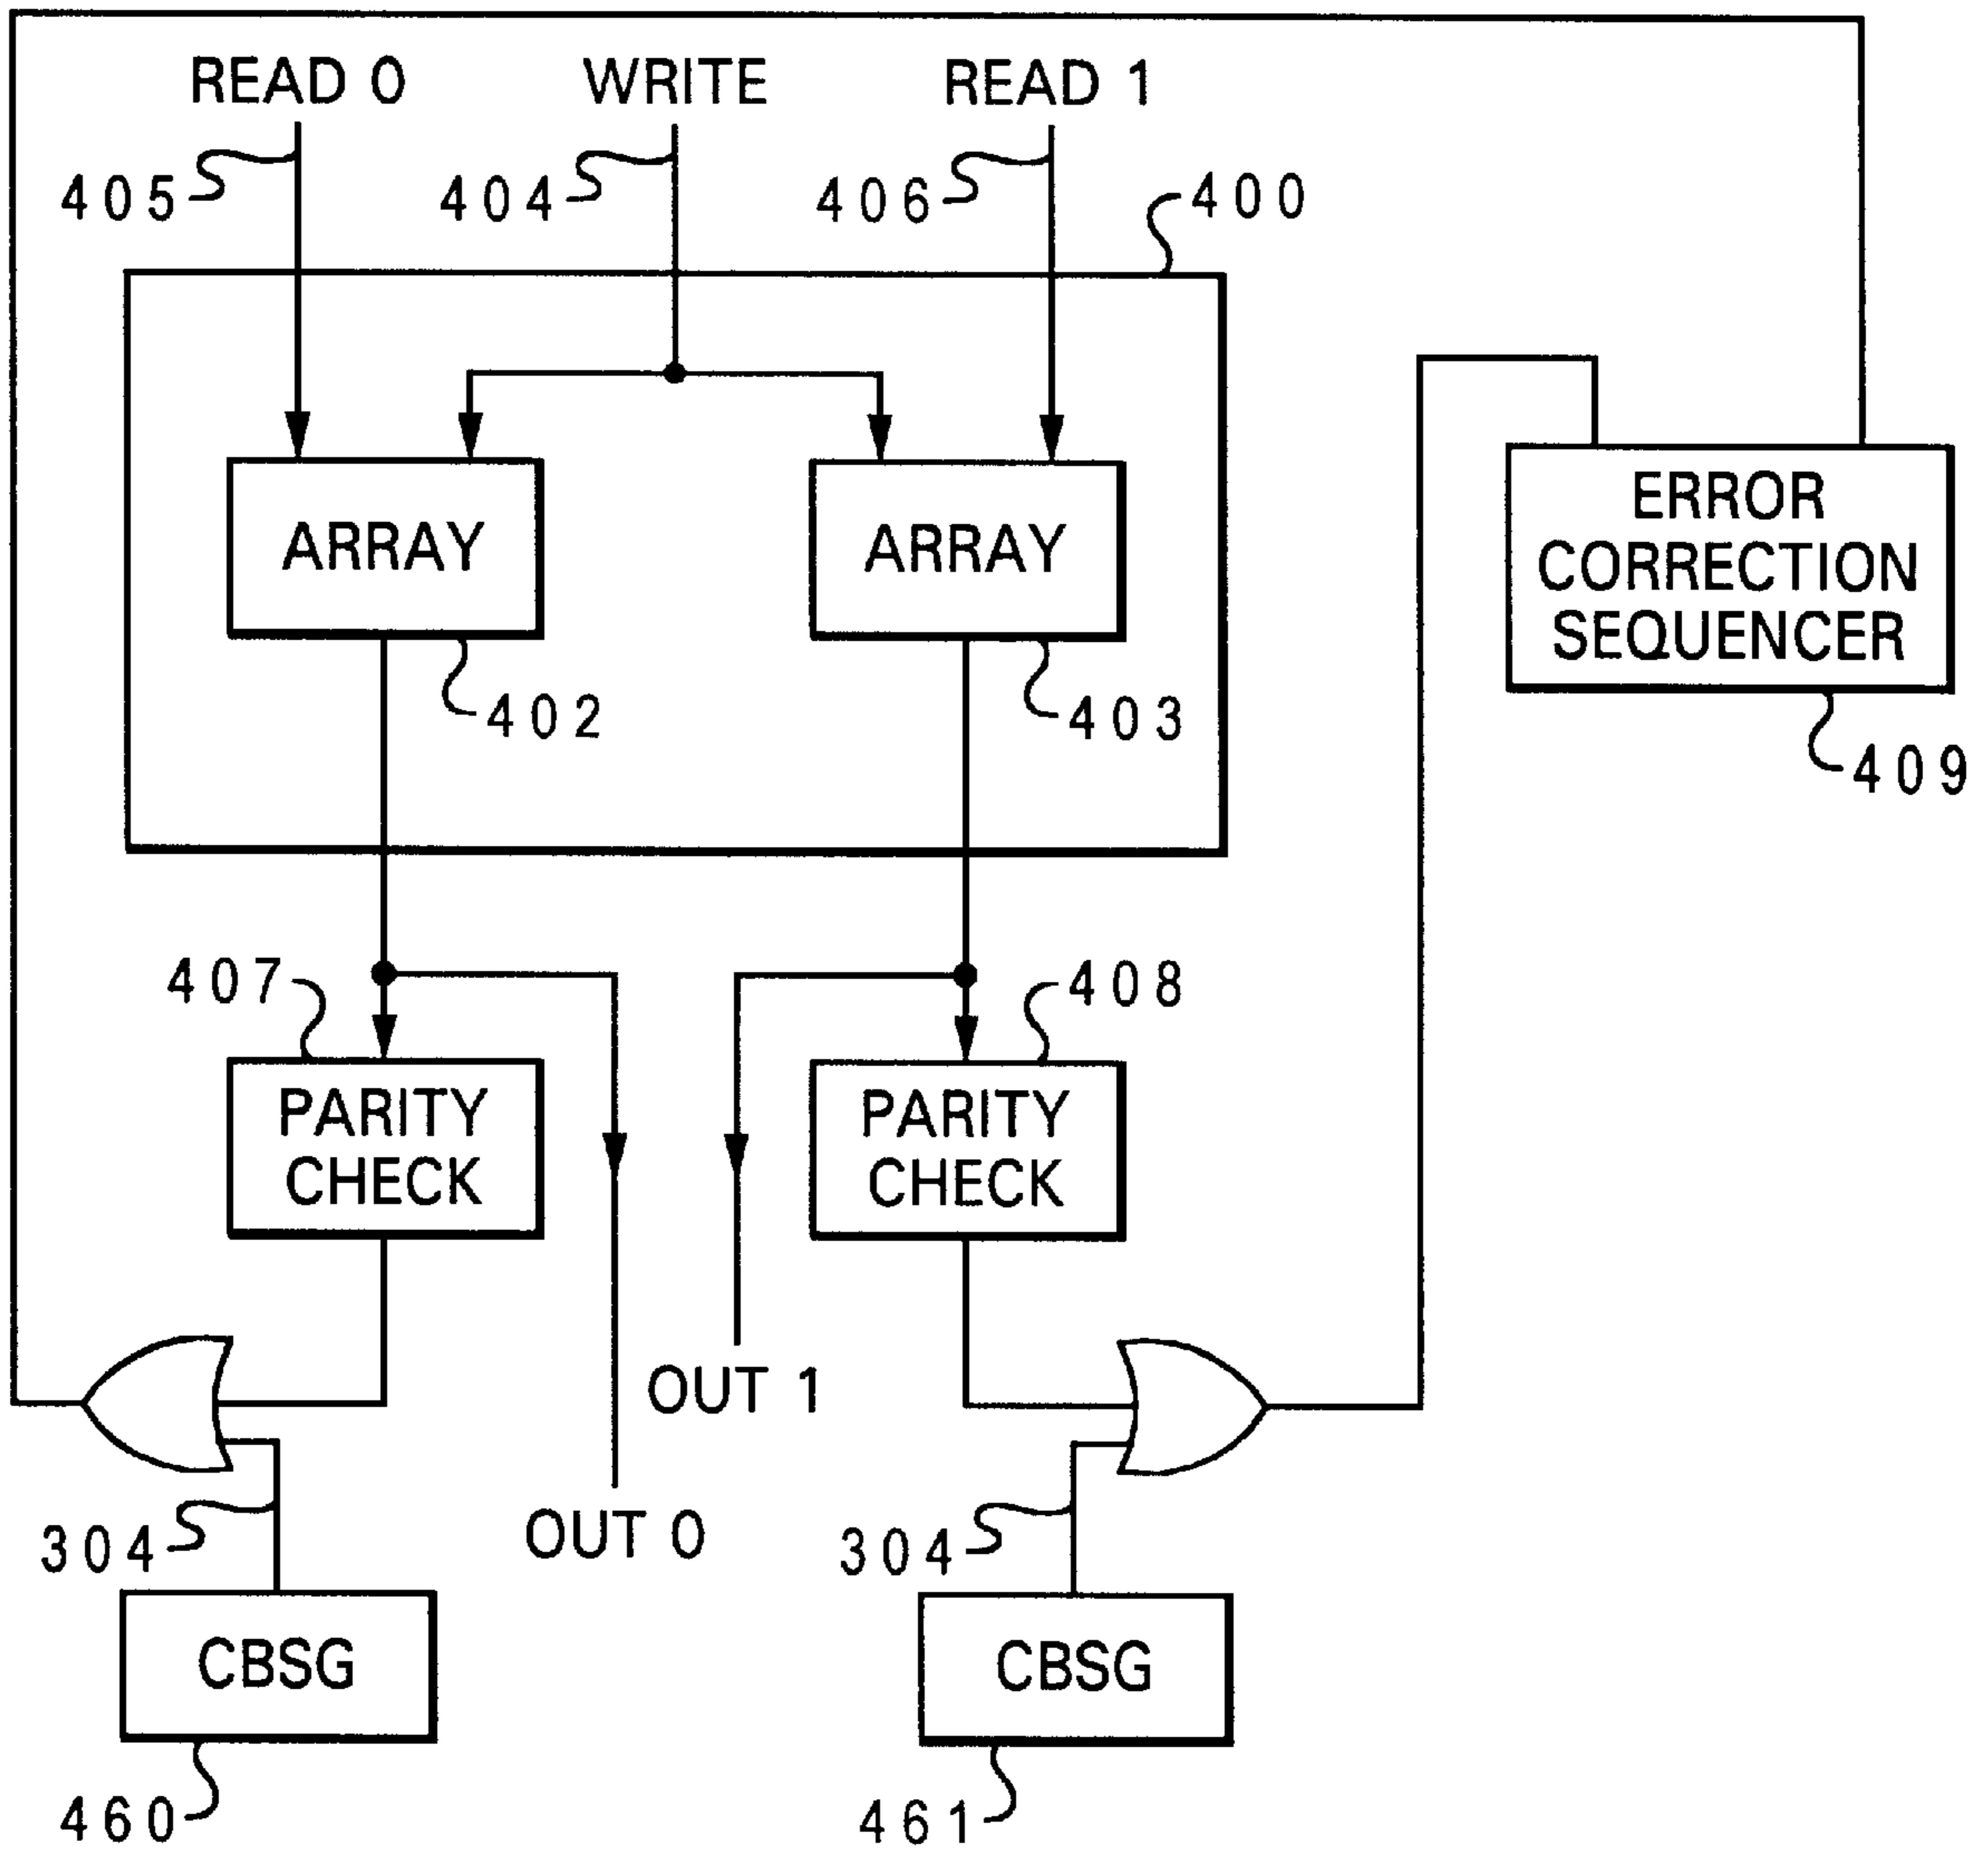 READ 0 WRITE READ 1
405 404 406 400
ARRAY ARRAY
ERROR
CORRECTION
SEQUENCER
402 403 409
407 408
PARITY
CHECK
PARITY
CHECK
OUT 1
OUT 0
304 304
CBSG CBSG
460 461